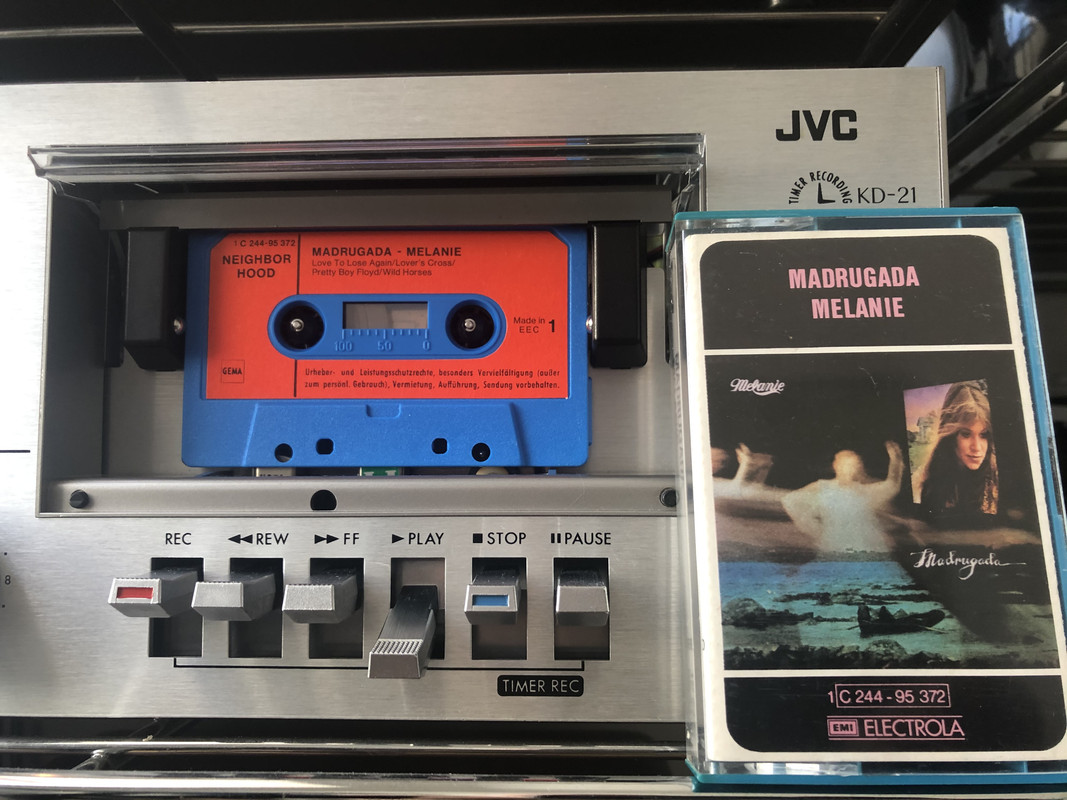 JVC
TIMER RECORDING
KD-21
1 C 244-95 372
NEIGHBOR
HOOD
MADRUGADA - MELANIE
Love To Lose Again/Lover's Cross/
Pretty Boy Floyd/Wild Horses
100 50 0
Made in
EEC 1
GEMA
Urheber- und Leistungsschutzrechte, besonders Vervielfältigung (außer
zum persönl. Gebrauch), Vermietung, Aufführung, Sendung vorbehalten.
REC ◀◀REW ▶▶FF ▶PLAY ■STOP ▮▮PAUSE
8
TIMER REC
MADRUGADA
MELANIE
Melanie
Madrugada
1C 244 - 95 372
EMI ELECTROLA